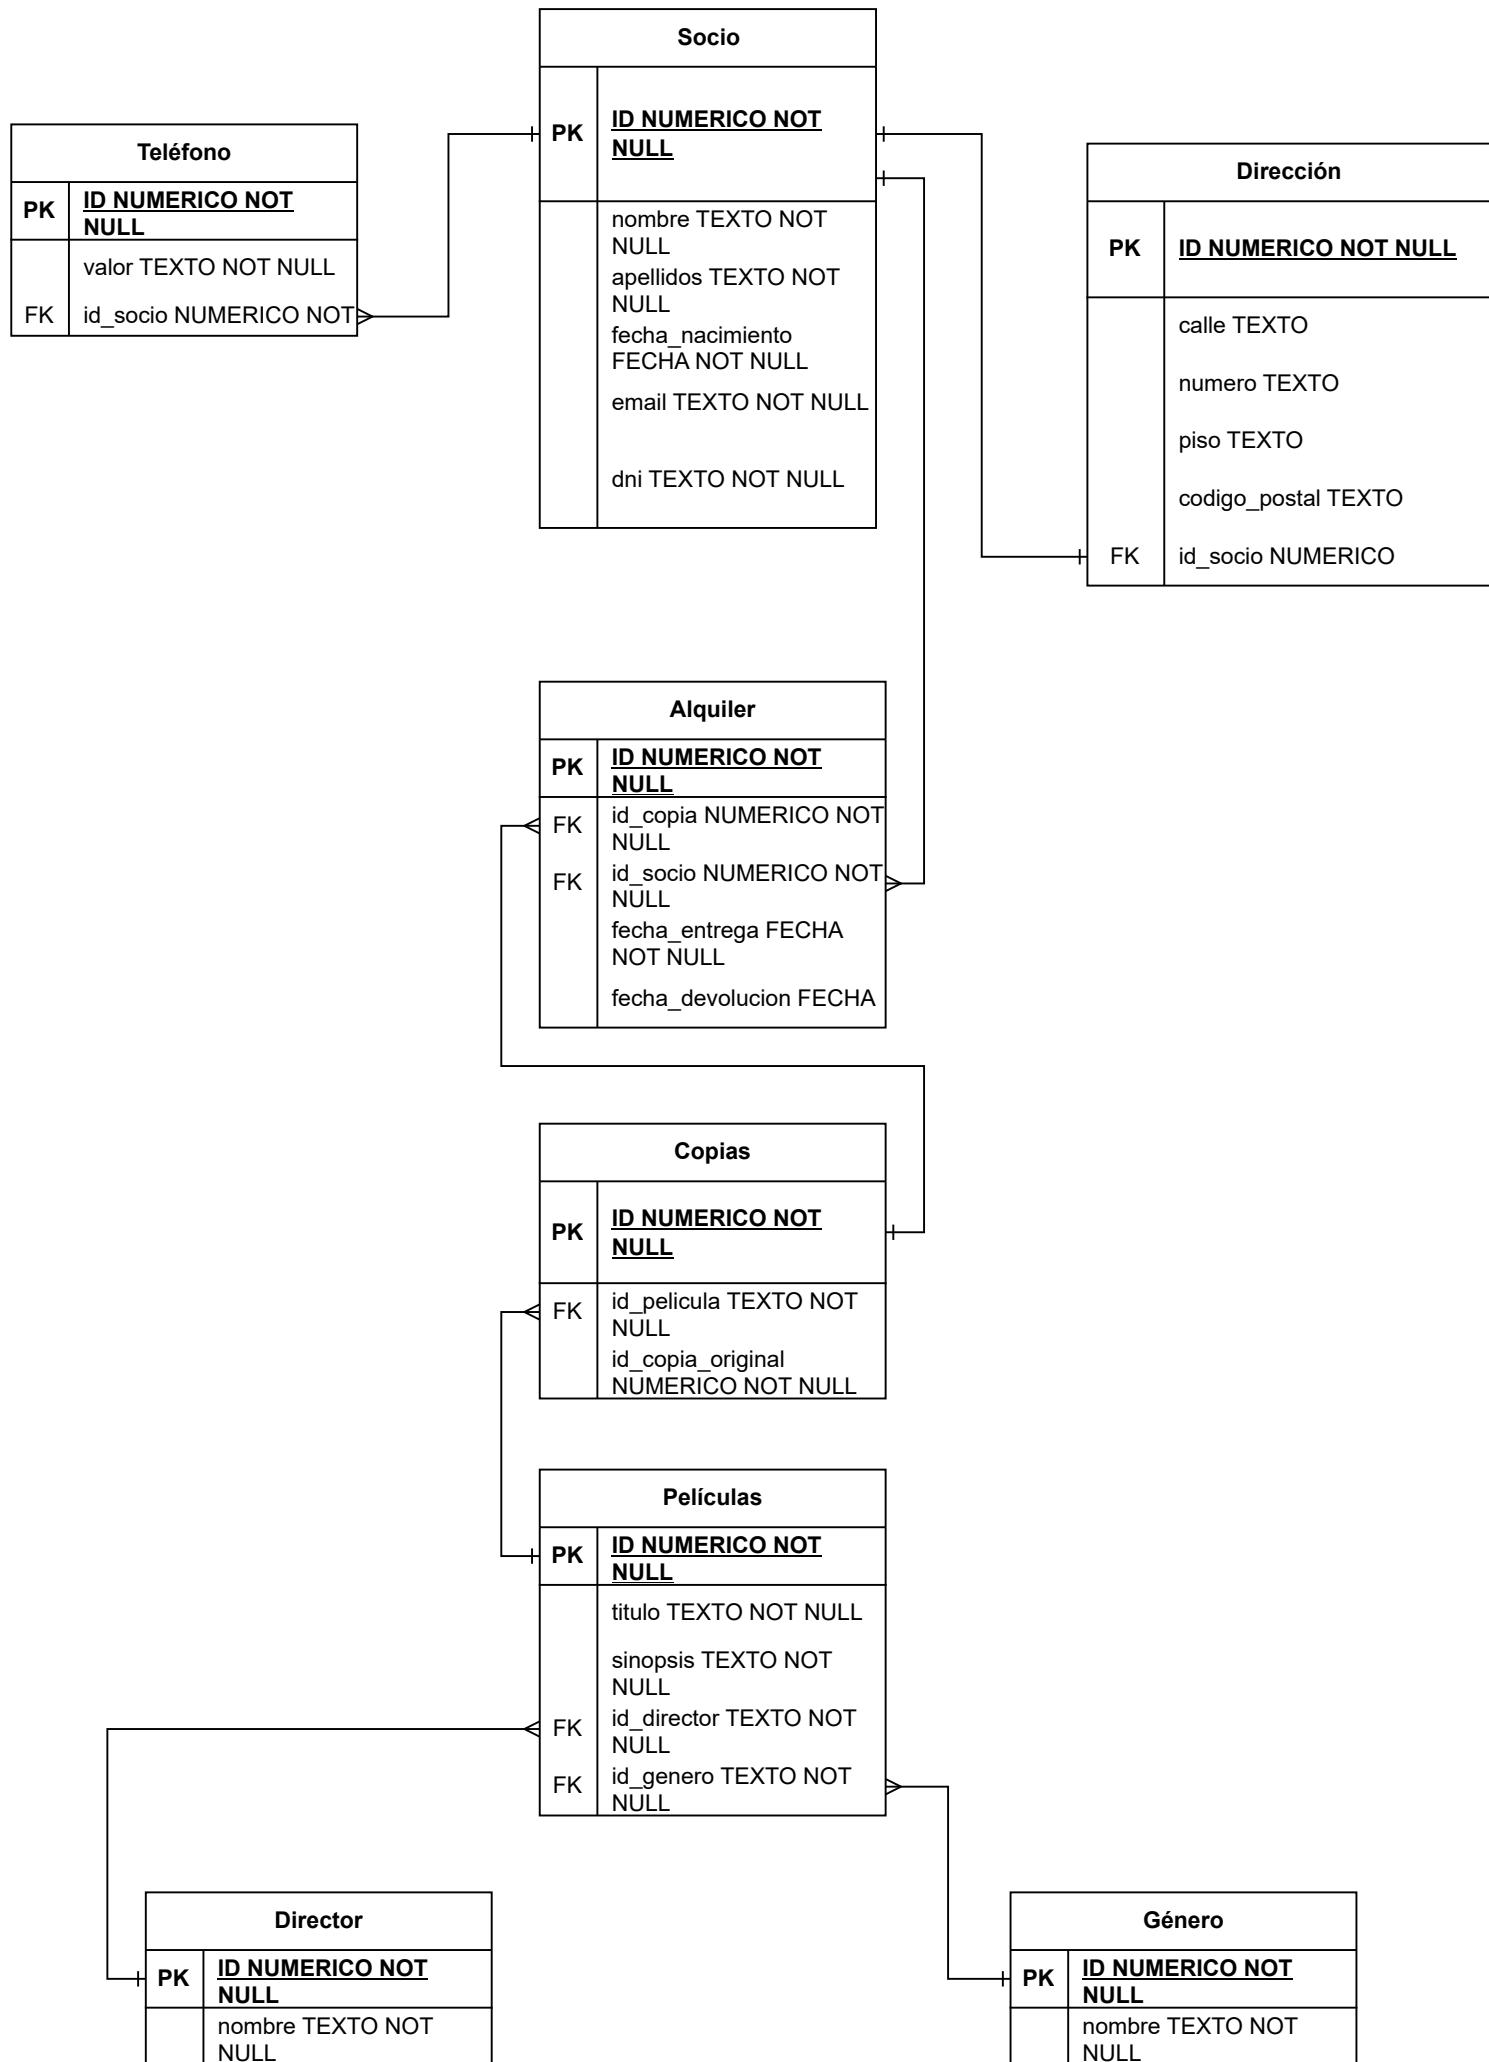 Socio
PK
ID NUMERICO NOT
NULL
nombre TEXTO NOT
NULL
apellidos TEXTO NOT
NULL
fecha_nacimiento
FECHA NOT NULL
email TEXTO NOT NULL
dni TEXTO NOT NULL
Teléfono
PK
ID NUMERICO NOT
NULL
valor TEXTO NOT NULL
FK
id_socio NUMERICO NOT
Dirección
PK
ID NUMERICO NOT NULL
calle TEXTO
numero TEXTO
piso TEXTO
codigo_postal TEXTO
FK
id_socio NUMERICO
Alquiler
PK
ID NUMERICO NOT
NULL
FK
id_copia NUMERICO NOT
NULL
FK
id_socio NUMERICO NOT
NULL
fecha_entrega FECHA
NOT NULL
fecha_devolucion FECHA
Copias
PK
ID NUMERICO NOT
NULL
FK
id_pelicula TEXTO NOT
NULL
id_copia_original
NUMERICO NOT NULL
Películas
PK
ID NUMERICO NOT
NULL
titulo TEXTO NOT NULL
sinopsis TEXTO NOT
NULL
FK
id_director TEXTO NOT
NULL
FK
id_genero TEXTO NOT
NULL
Director
PK
ID NUMERICO NOT
NULL
nombre TEXTO NOT
NULL
Género
PK
ID NUMERICO NOT
NULL
nombre TEXTO NOT
NULL